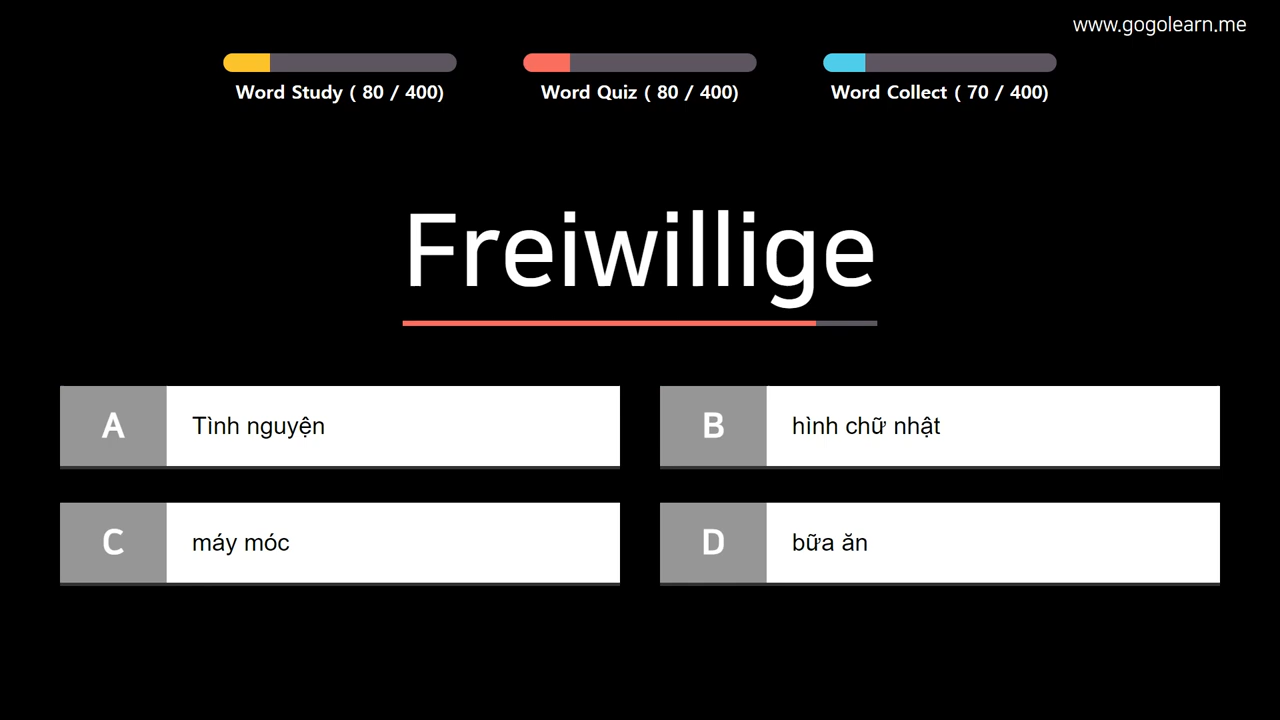 www.gogolearn.me
Word Study ( 80 / 400)
Word Quiz ( 80 / 400)
Word Collect ( 70 / 400)
Freiwillige
A Tình nguyện
B hình chữ nhật
C máy móc
D bữa ăn